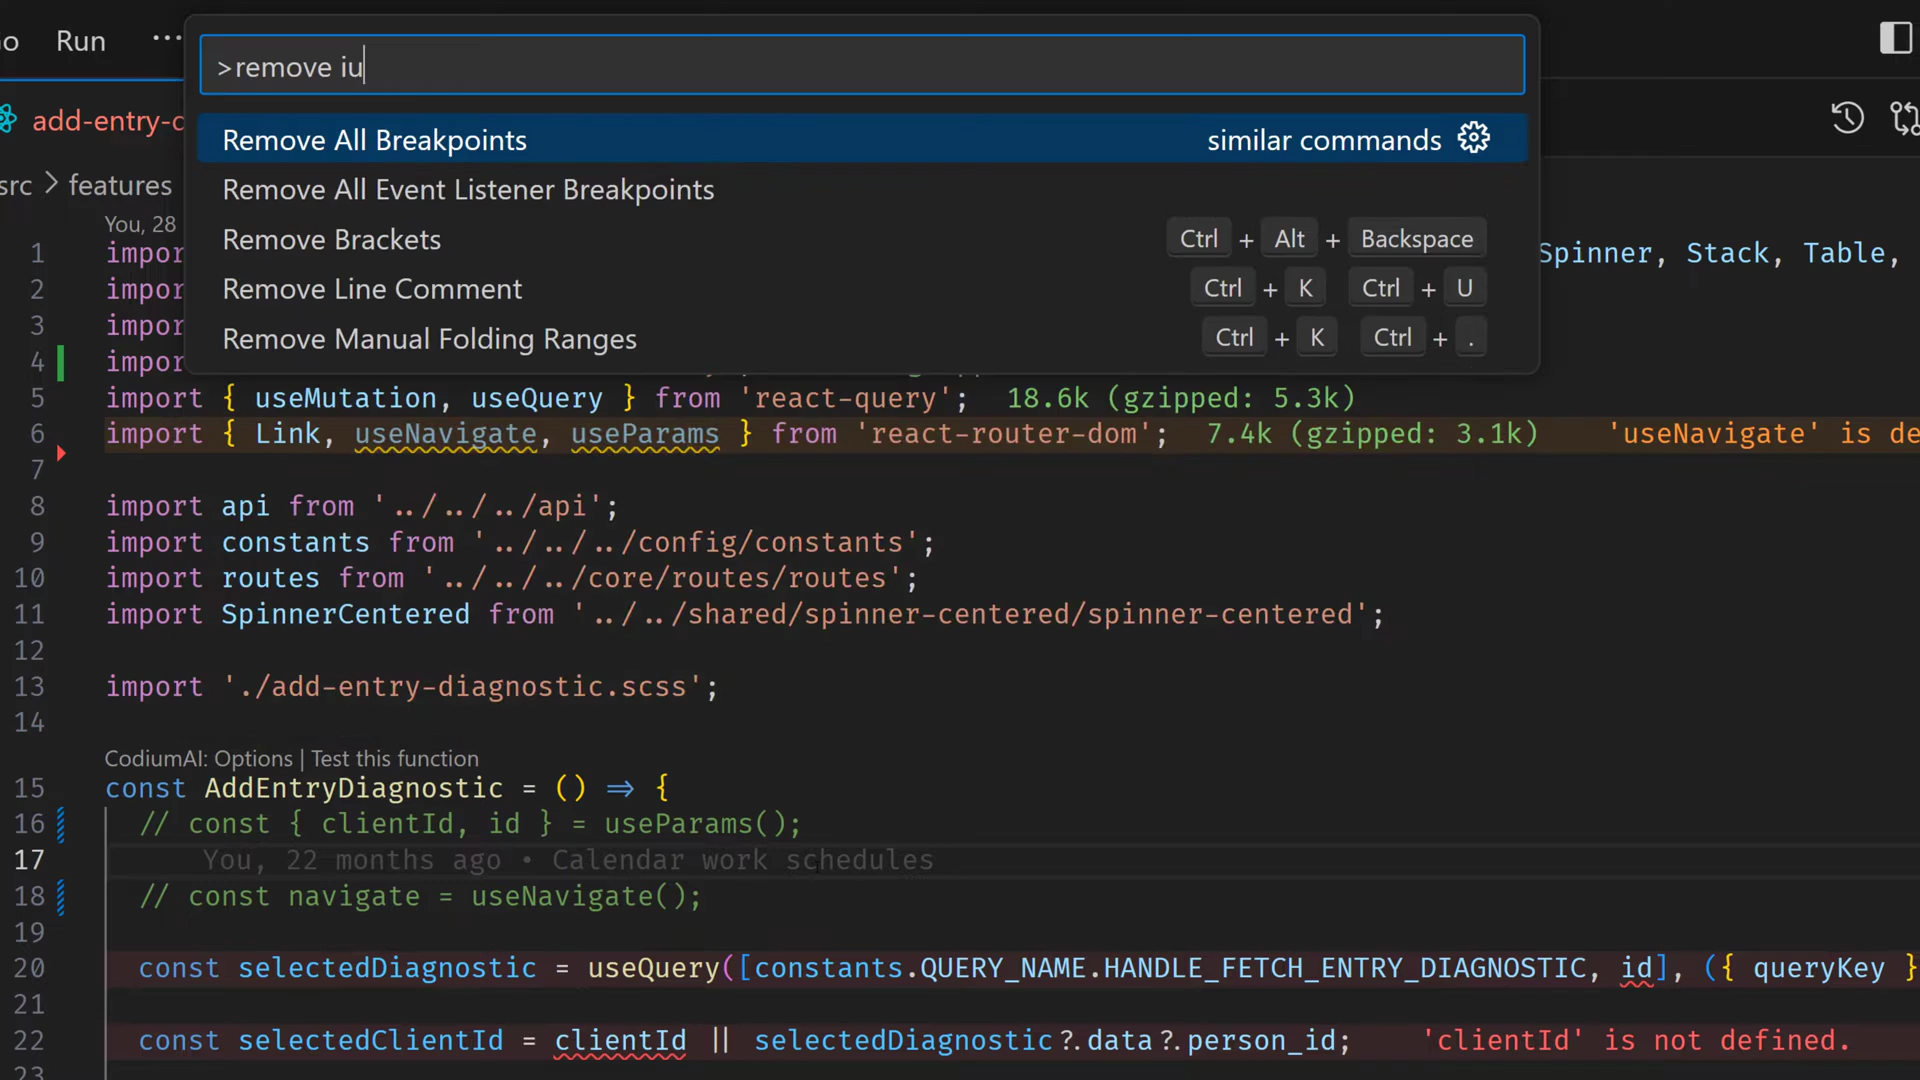 Run ...
>remove iu
add-entry-c
Remove All Breakpoints similar commands
Remove All Event Listener Breakpoints
src > features
Remove Brackets Ctrl + Alt + Backspace
You, 28
1 impor Spinner, Stack, Table,
2 impor
Remove Line Comment Ctrl + K Ctrl + U
3 impor
Remove Manual Folding Ranges Ctrl + K Ctrl + .
4 impor
5 import { useMutation, useQuery } from 'react-query'; 18.6k (gzipped: 5.3k)
6 import { Link, useNavigate, useParams } from 'react-router-dom'; 7.4k (gzipped: 3.1k) 'useNavigate' is de
7
8 import api from '../../../api';
9 import constants from '../../../config/constants';
10 import routes from '../../../core/routes/routes';
11 import SpinnerCentered from '../../shared/spinner-centered/spinner-centered';
12
13 import './add-entry-diagnostic.scss';
14
CodiumAI: Options | Test this function
15 const AddEntryDiagnostic = () => {
16 // const { clientId, id } = useParams();
17 You, 22 months ago • Calendar work schedules
18 // const navigate = useNavigate();
19
20 const selectedDiagnostic = useQuery([constants.QUERY_NAME.HANDLE_FETCH_ENTRY_DIAGNOSTIC, id], ({ queryKey }
21
22 const selectedClientId = clientId || selectedDiagnostic?.data?.person_id; 'clientId' is not defined.
23